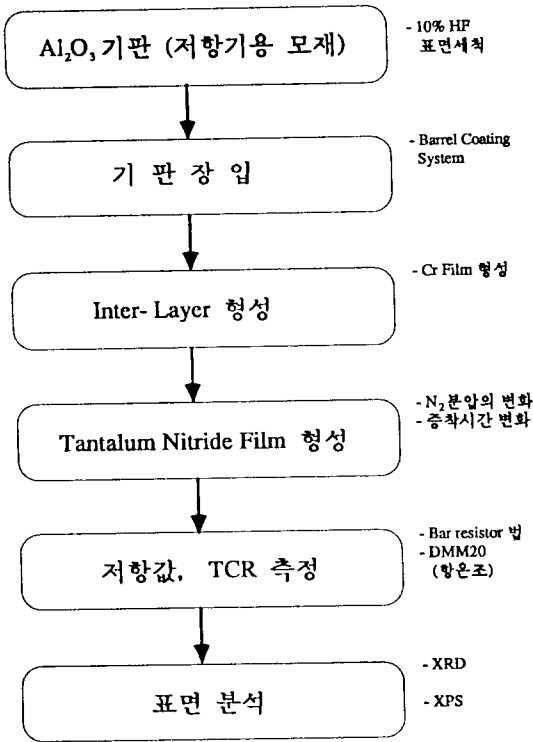 Al₂O₃ 기판 (저항기용 모재)
- 10% HF
표면세척
기 판 장 입
- Barrel Coating
System
Inter- Layer 형성
- Cr Film 형성
Tantalum Nitride Film 형성
- N₂분압의 변화
- 증착시간 변화
저항값, TCR 측정
- Bar resistor 법
- DMM20
(항온조)
표면 분석
- XRD
- XPS